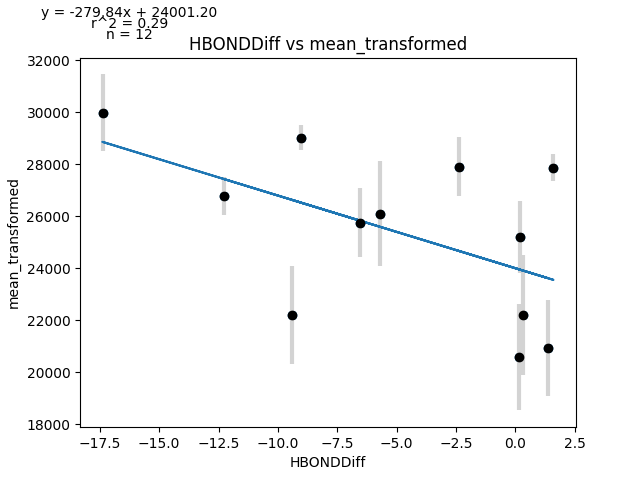 y = -279.84x + 24001.20
r^2 = 0.29
n = 12
HBONDDiff vs mean_transformed
mean_transformed
32000
30000
28000
26000
24000
22000
20000
18000
−17.5 −15.0 −12.5 −10.0 −7.5 −5.0 −2.5 0.0 2.5
HBONDDiff